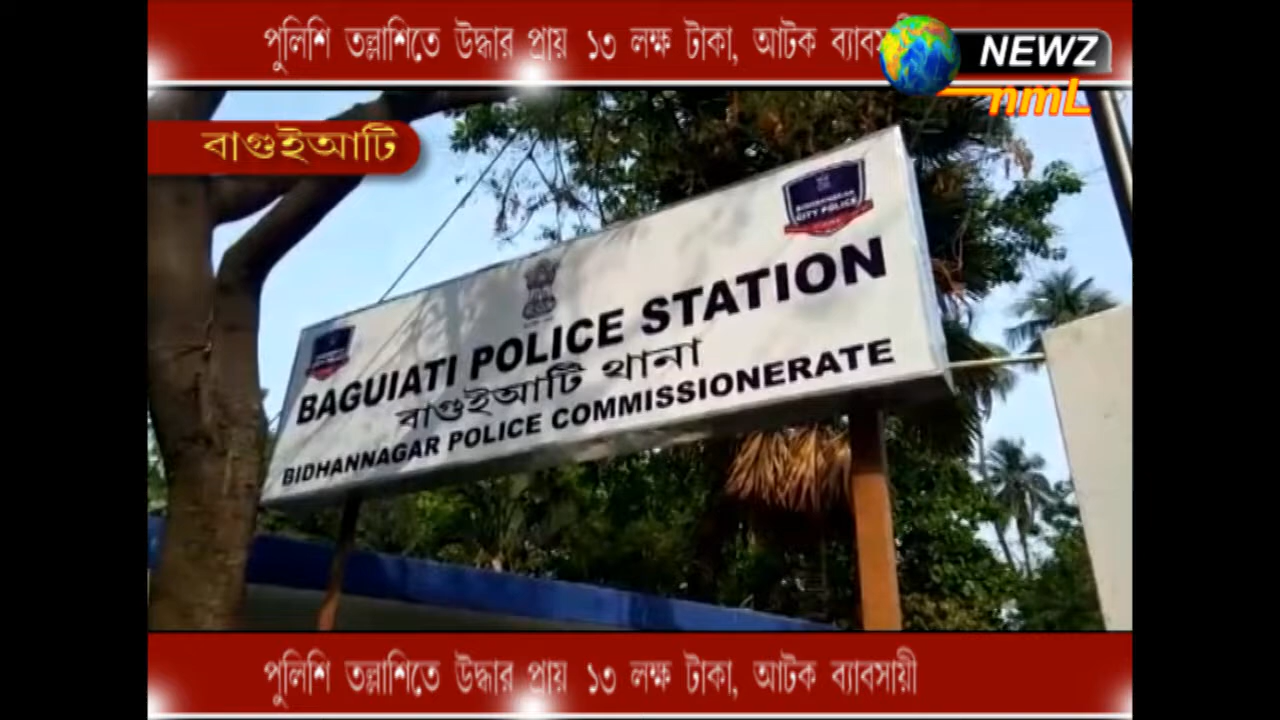 পুলিশি তল্লাশিতে উদ্ধার প্রায় ১৩ লক্ষ টাকা, আটক
NEWZ
nmL
বাগুইআটি
CITY POLICE
BAGUIATI POLICE STATION
বাগুইআটি থানা
BIDHANNAGAR POLICE COMMISSIONERATE
পুলিশি তল্লাশিতে উদ্ধার প্রায় ১৩ লক্ষ টাকা, আটক ব্যাবসায়ী